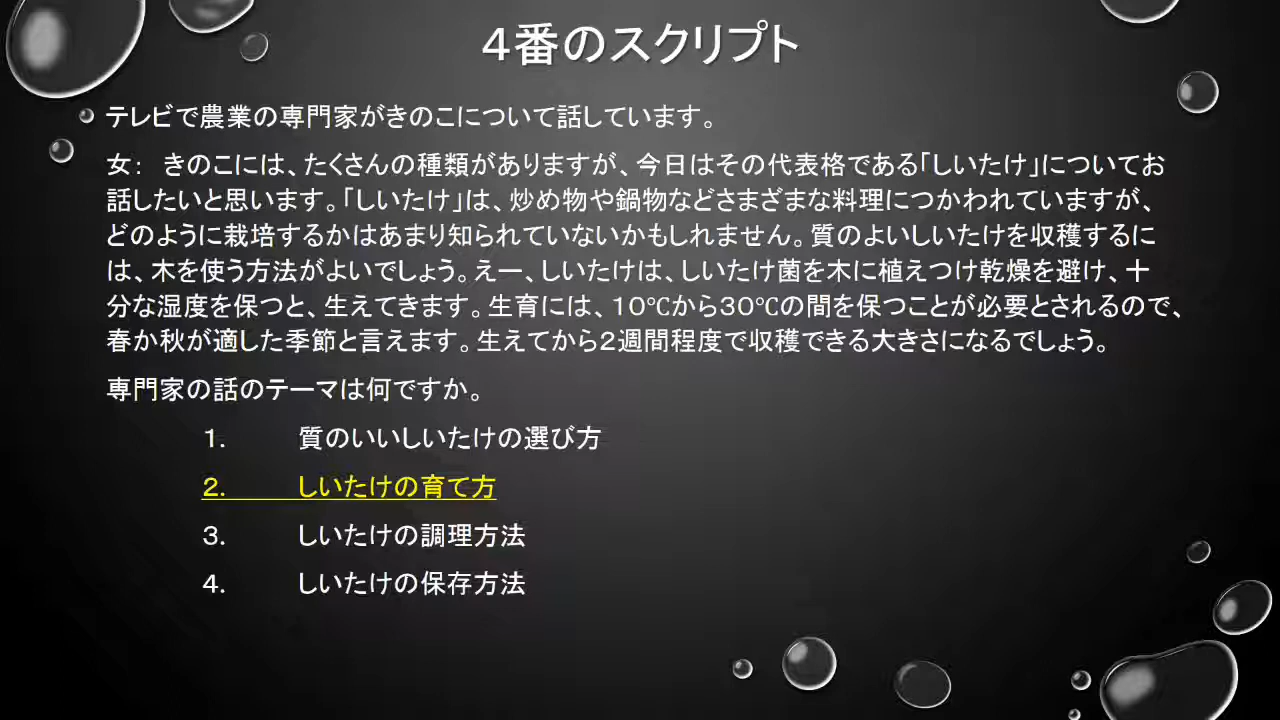 ４番のスクリプト
テレビで農業の専門家がきのこについて話しています。
女：　きのこには、たくさんの種類がありますが、今日はその代表格である「しいたけ」についてお
話したいと思います。「しいたけ」は、炒め物や鍋物などさまざまな料理につかわれていますが、
どのように栽培するかはあまり知られていないかもしれません。質のよいしいたけを収穫するに
は、木を使う方法がよいでしょう。えー、しいたけは、しいたけ菌を木に植えつけ乾燥を避け、十
分な湿度を保つと、生えてきます。生育には、１０℃から３０℃の間を保つことが必要とされるので、
春か秋が適した季節と言えます。生えてから２週間程度で収穫できる大きさになるでしょう。
専門家の話のテーマは何ですか。
１．　質のいいしいたけの選び方
２．　しいたけの育て方
３．　しいたけの調理方法
４．　しいたけの保存方法